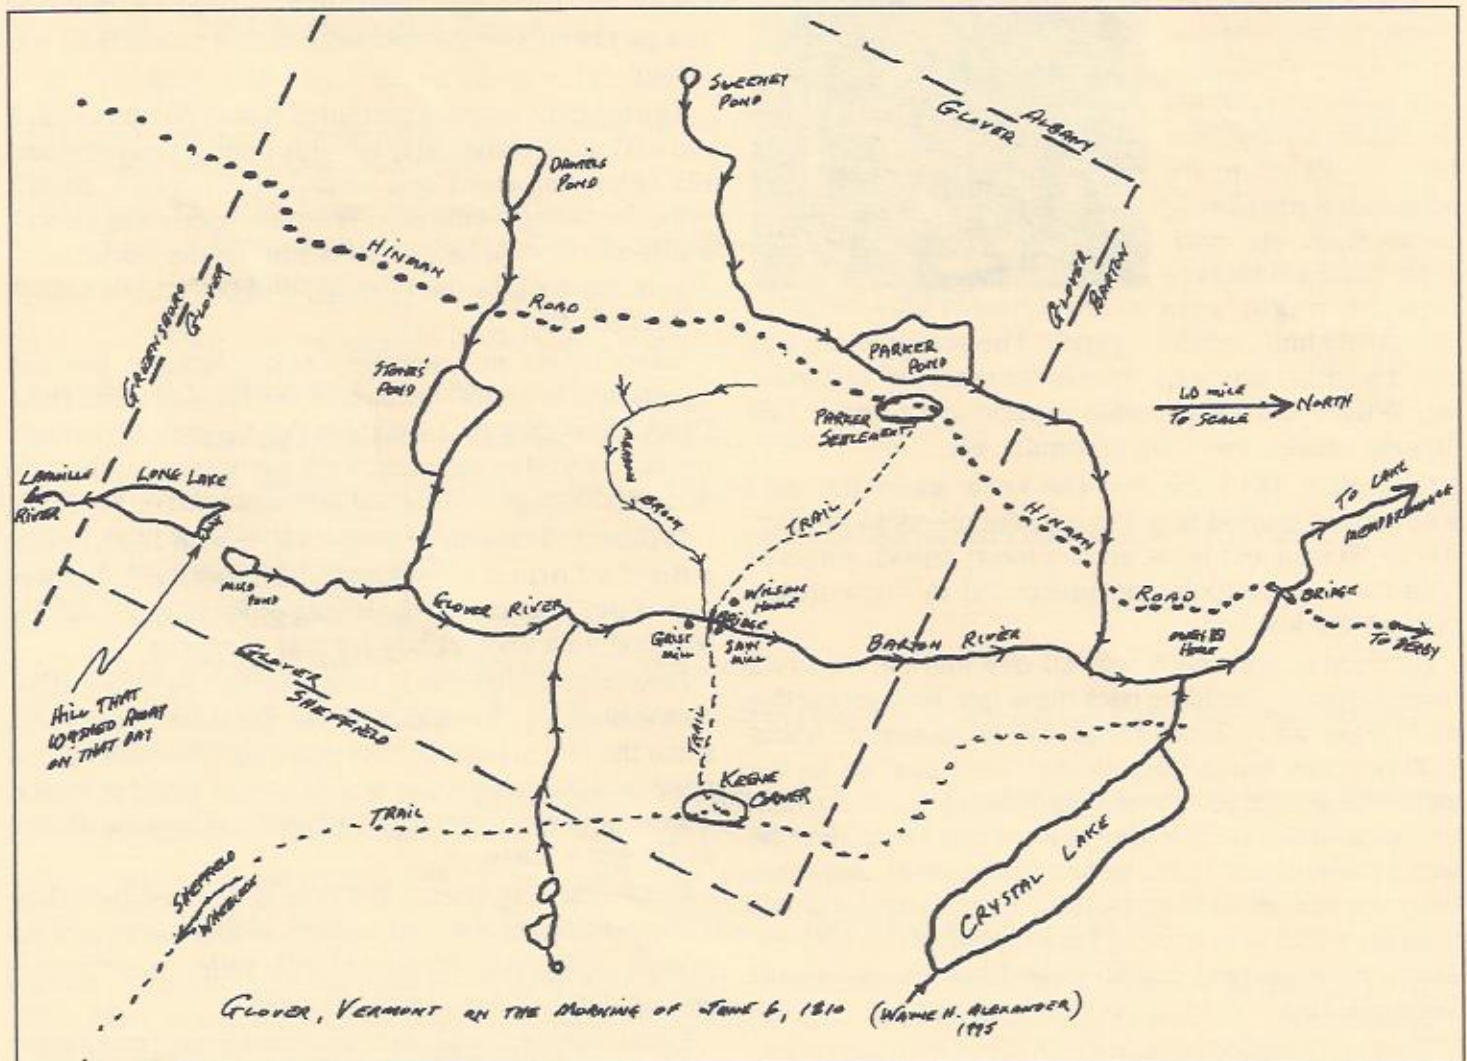 SWEENEY
POND
GLOVER
ALBANY
DANIELS
POND
HINMAN
ROAD
GREENSBORO
GLOVER
GLOVER
BARTON
STONES
POND
PARKER
POND
1.0 MILE
TO SCALE
NORTH
PARKER
SETTLEMENT
LAMOILLE
RIVER
LONG LAKE
BROOK
TRAIL
HINMAN
TO LAKE
MEMPHREMAGOG
MUD
POND
GLOVER RIVER
WILSON
HOME
GRIST
MILL
BRIDGE
SAW
MILL
BARTON RIVER
ROAD
BRIDGE
HOME
TO DERBY
GLOVER
SHEFFIELD
HILL THAT
WASHED AWAY
ON THAT DAY
TRAIL
KEENE
CORNER
TRAIL
SHEFFIELD
WHEELOCK
CRYSTAL LAKE
GLOVER, VERMONT ON THE MORNING OF JUNE 6, 1810 (WAYNE H. ALEXANDER)
1995